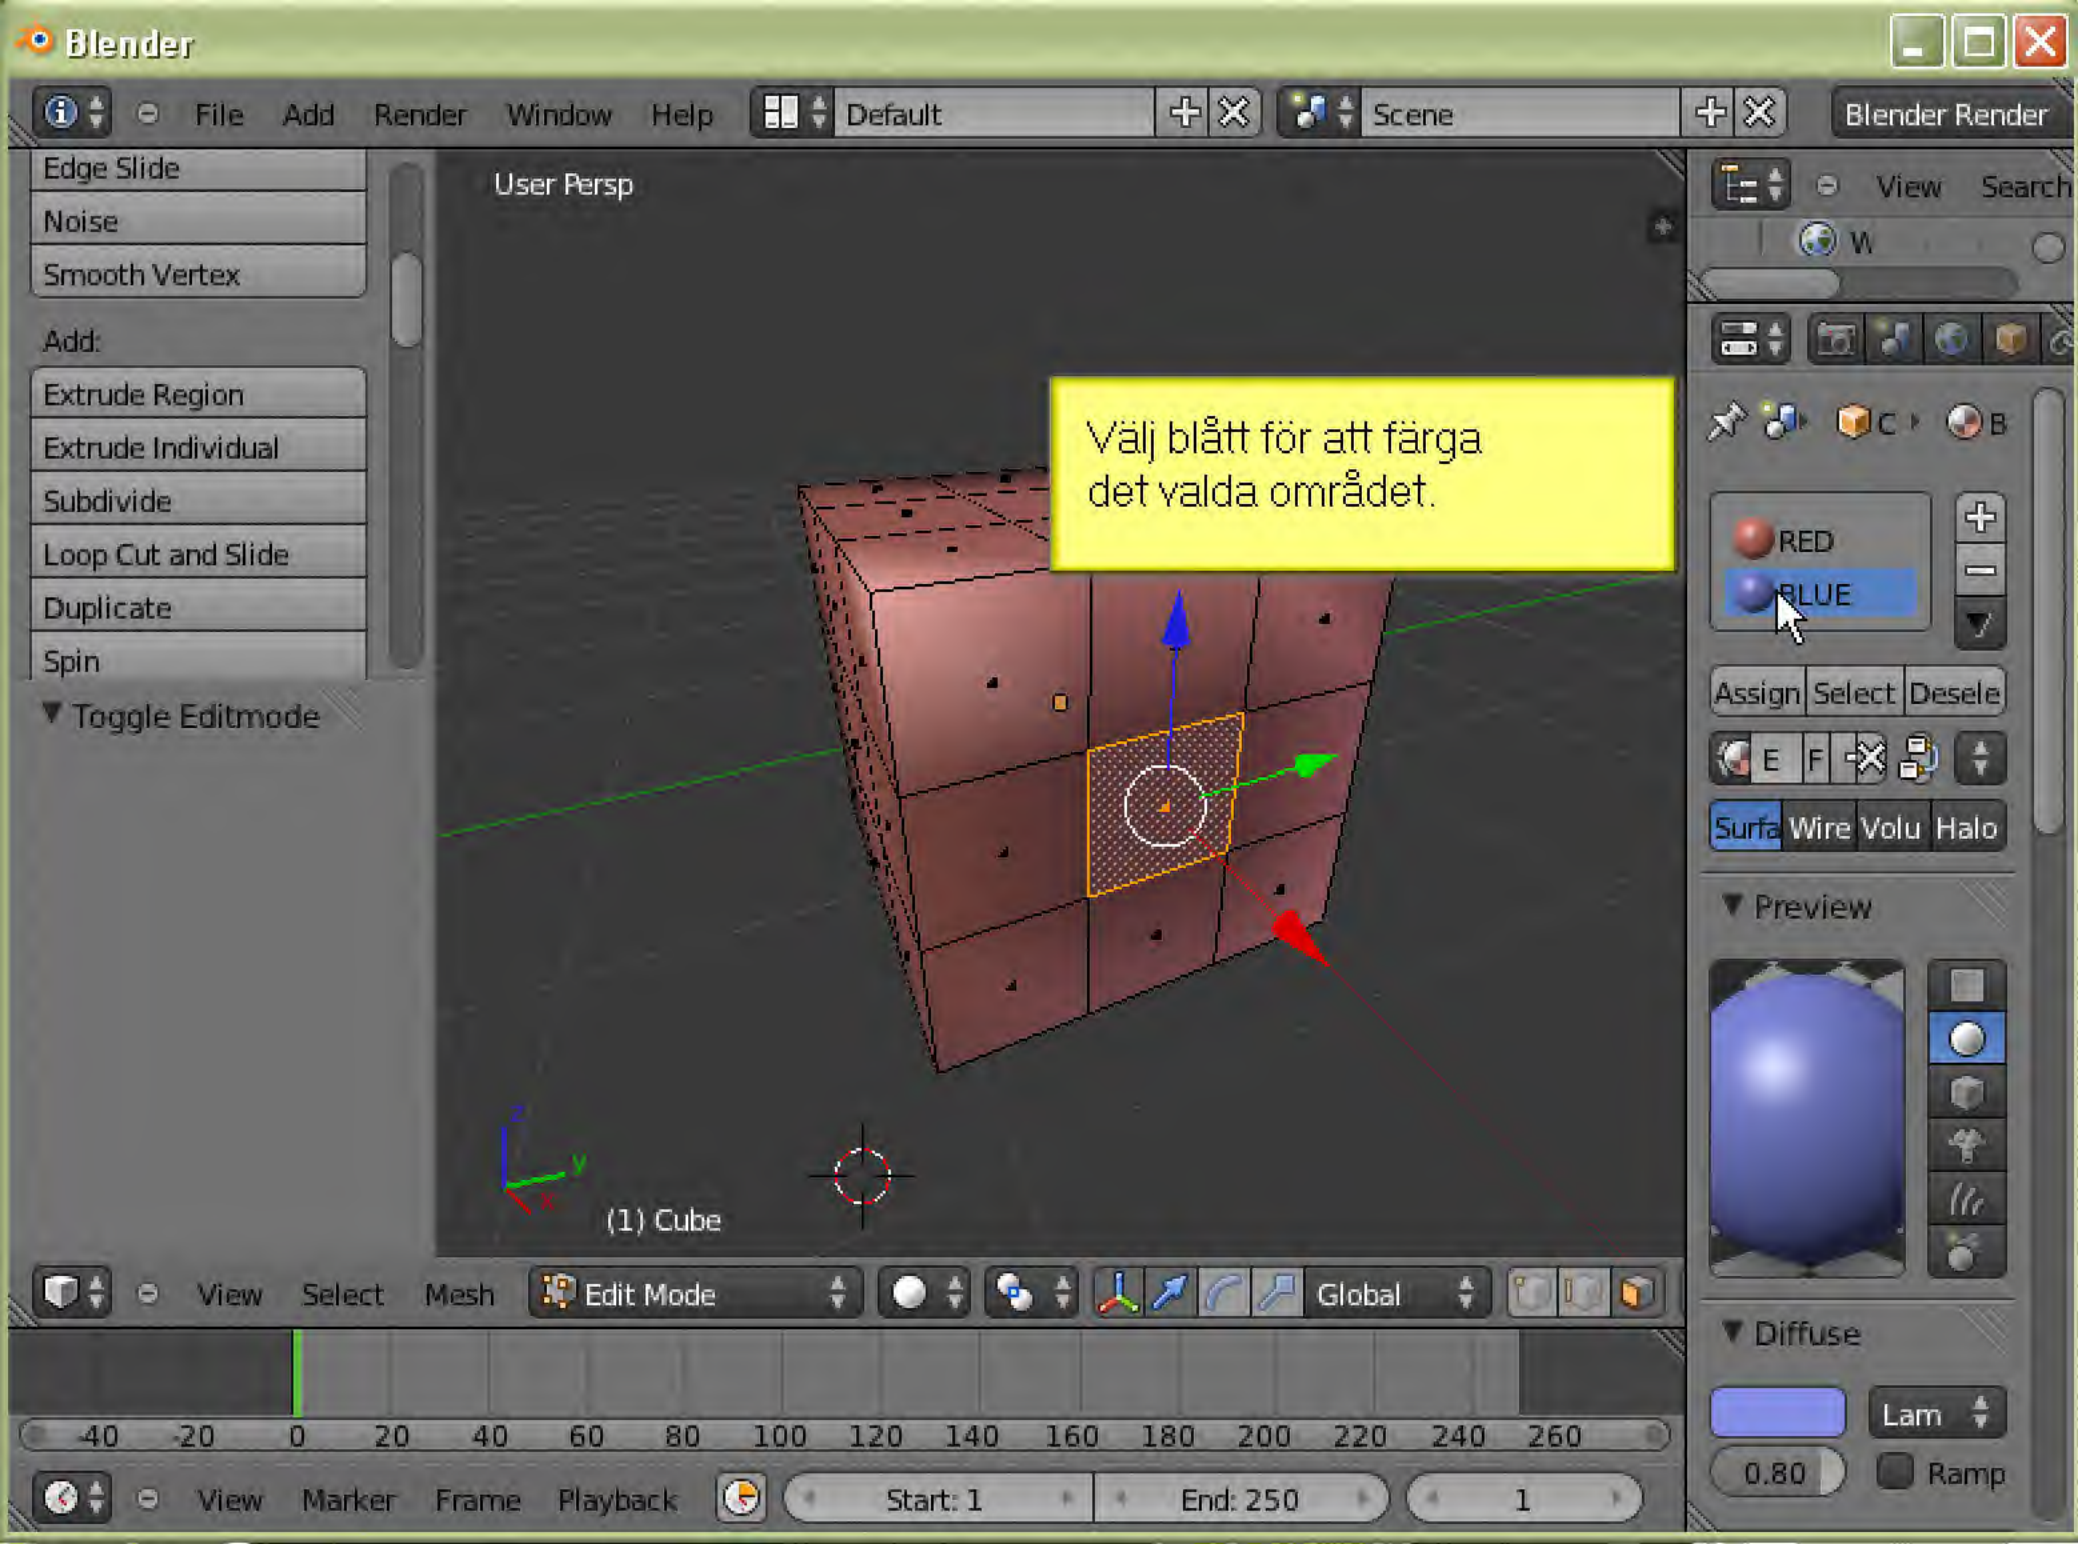 Blender
File Add Render Window Help Default Scene Blender Render
Edge Slide
Noise
Smooth Vertex
Add:
Extrude Region
Extrude Individual
Subdivide
Loop Cut and Slide
Duplicate
Spin
Toggle Editmode
User Persp
Välj blått för att färga
det valda området.
z
y
x
(1) Cube
View Search
W
C B
RED
BLUE
Assign Select Desele
E F
Surfa Wire Volu Halo
Preview
Diffuse
Lam
0.80 Ramp
View Select Mesh Edit Mode Global
-40 -20 0 20 40 60 80 100 120 140 160 180 200 220 240 260
View Marker Frame Playback Start: 1 End: 250 1